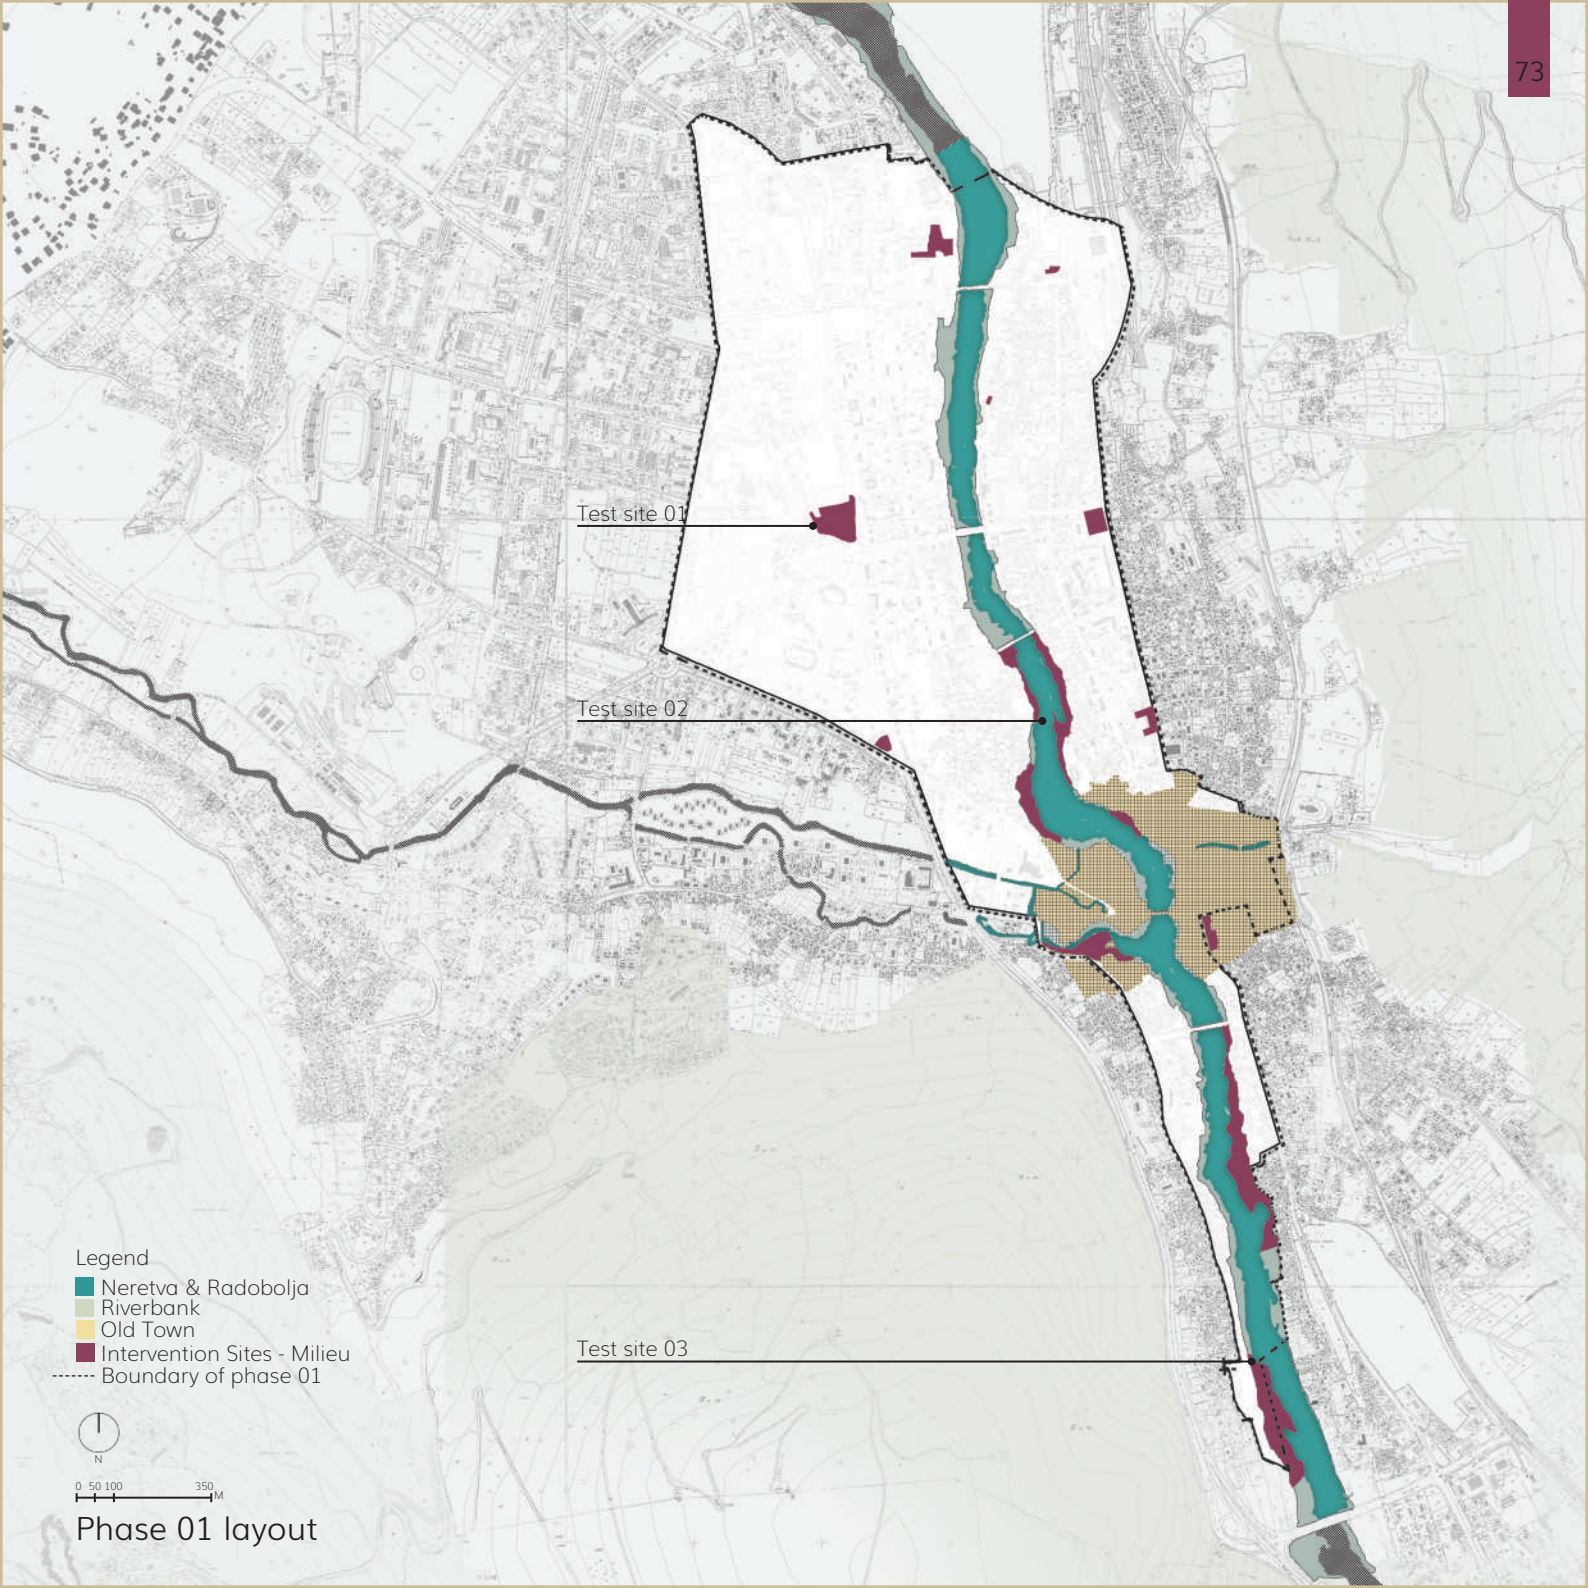 73
Test site 01
Test site 02
Test site 03
Legend
Neretva & Radobolja
Riverbank
Old Town
Intervention Sites - Milieu
Boundary of phase 01
N
0 50 100 350 M
Phase 01 layout